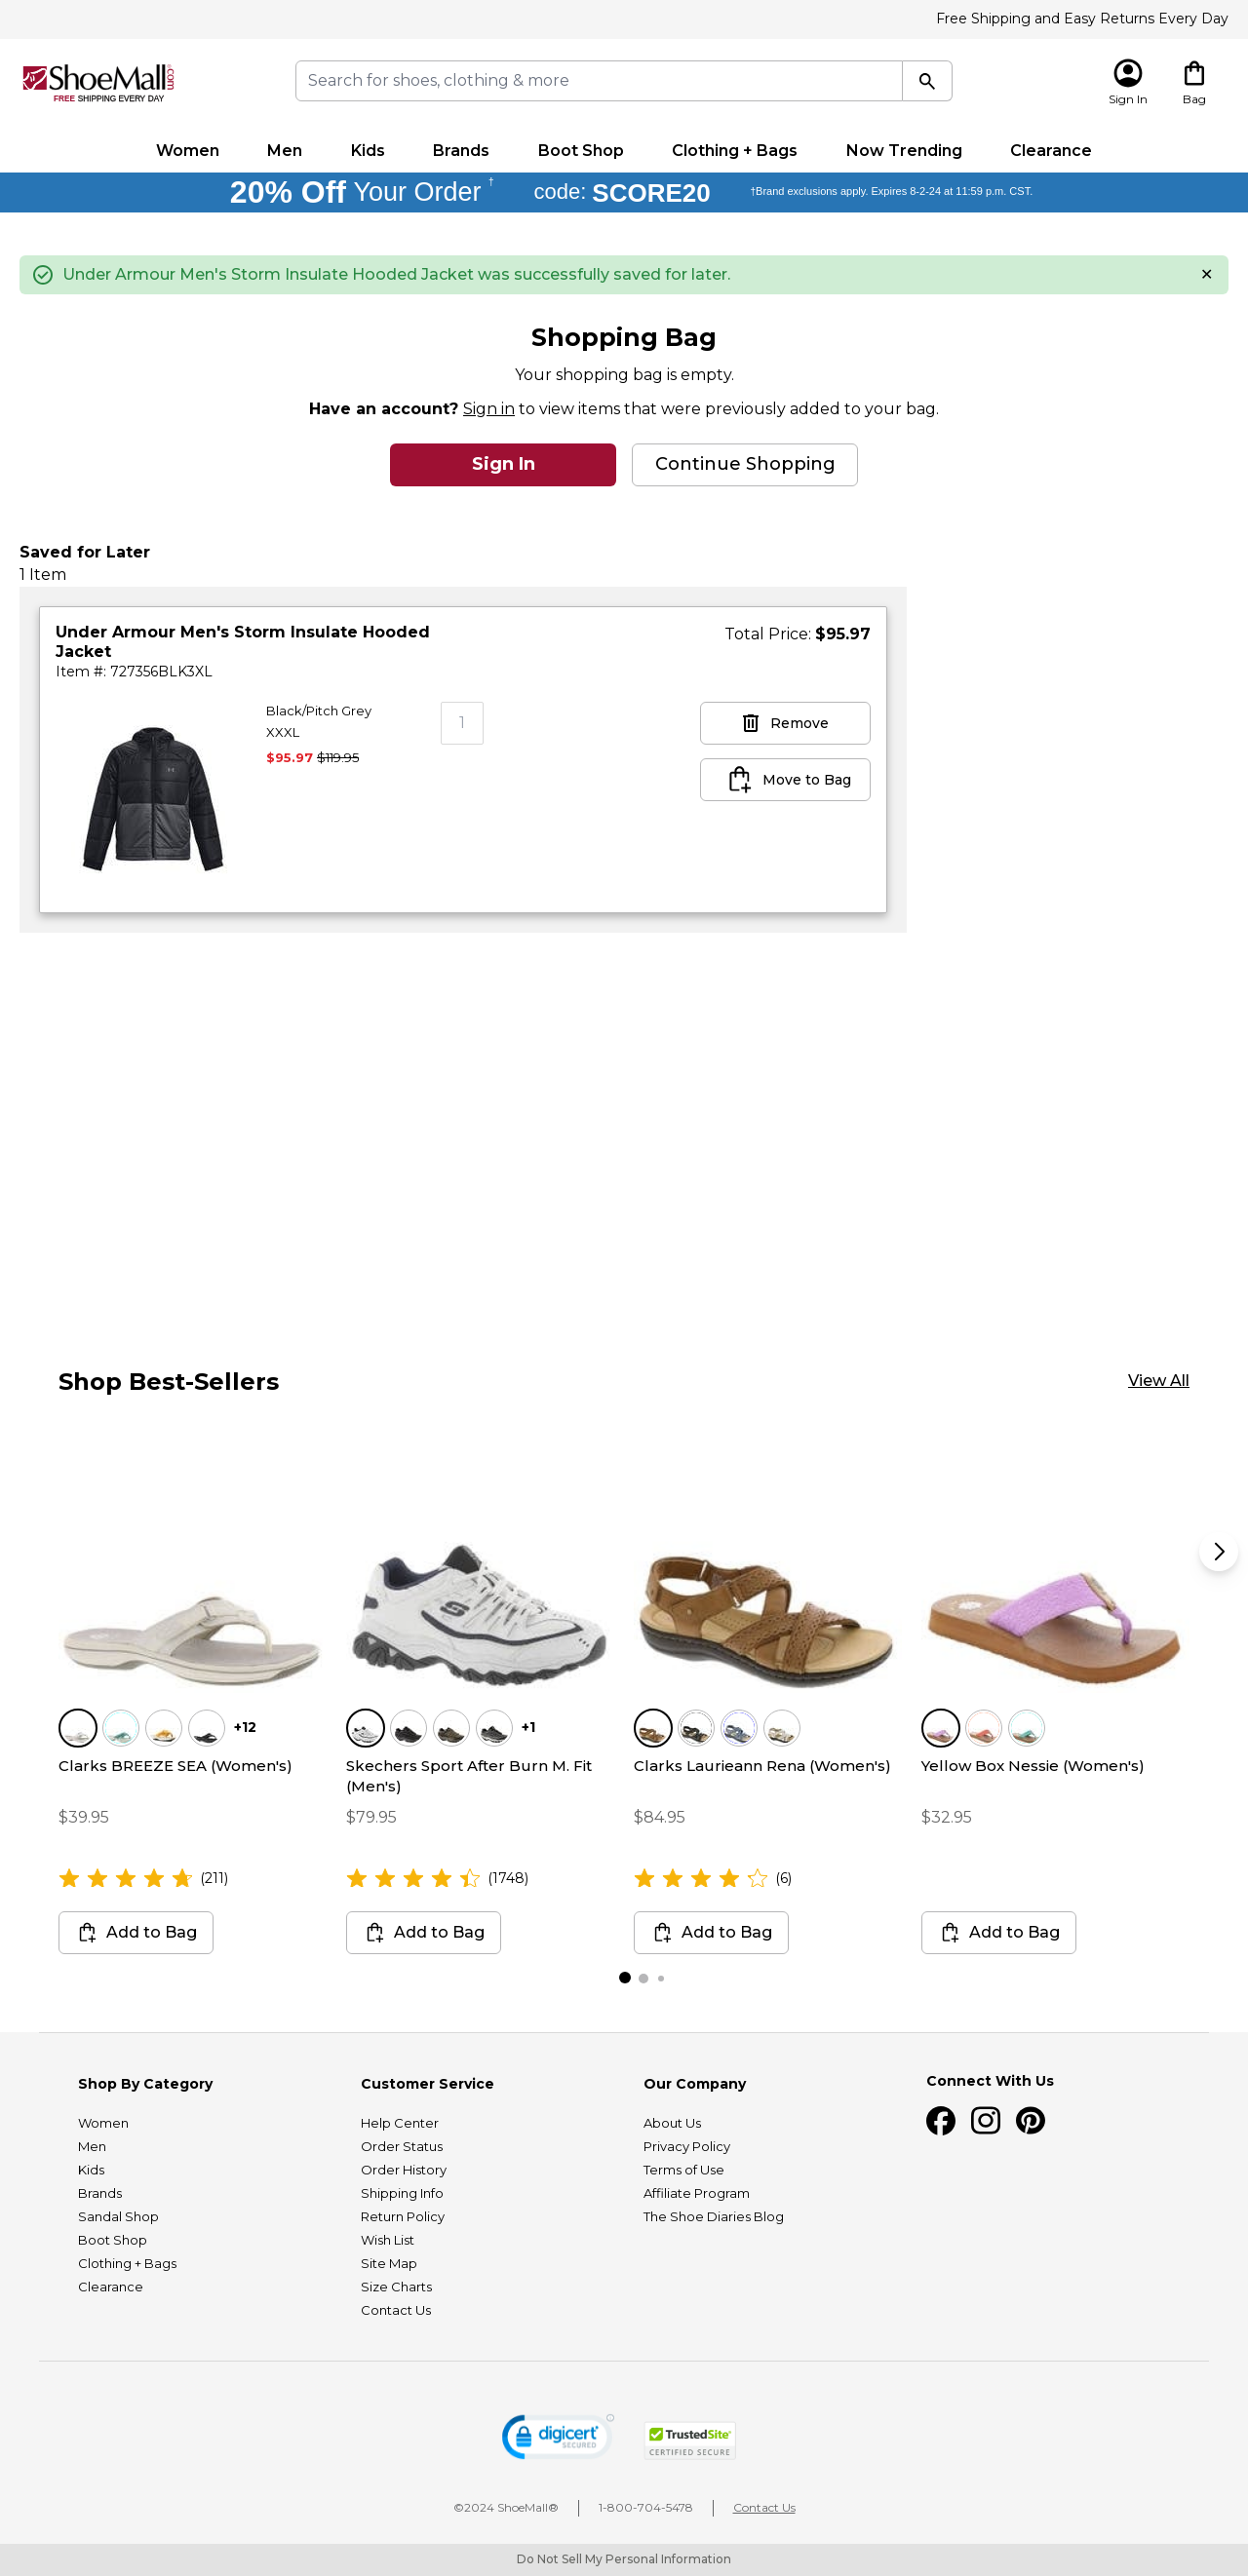 Free Shipping and Easy Returns Every Day
ShoeMall.com
FREE SHIPPING EVERY DAY
Search for shoes, clothing & more
Sign In
Bag
Women Men Kids Brands Boot Shop Clothing + Bags Now Trending Clearance
20% Off Your Order † code: SCORE20 †Brand exclusions apply. Expires 8-2-24 at 11:59 p.m. CST.
Under Armour Men's Storm Insulate Hooded Jacket was successfully saved for later.
Shopping Bag
Your shopping bag is empty.
Have an account? Sign in to view items that were previously added to your bag.
Sign In
Continue Shopping
Saved for Later
1 Item
Under Armour Men's Storm Insulate Hooded
Jacket
Total Price: $95.97
Item #: 727356BLK3XL
Black/Pitch Grey
XXXL
$95.97 $119.95
1
Remove
Move to Bag
Shop Best-Sellers
View All
+12
Clarks BREEZE SEA (Women's)
$39.95
(211)
Add to Bag
+1
Skechers Sport After Burn M. Fit
(Men's)
$79.95
(1748)
Add to Bag
Clarks Laurieann Rena (Women's)
$84.95
(6)
Add to Bag
Yellow Box Nessie (Women's)
$32.95
Add to Bag
Shop By Category
Women
Men
Kids
Brands
Sandal Shop
Boot Shop
Clothing + Bags
Clearance
Customer Service
Help Center
Order Status
Order History
Shipping Info
Return Policy
Wish List
Site Map
Size Charts
Contact Us
Our Company
About Us
Privacy Policy
Terms of Use
Affiliate Program
The Shoe Diaries Blog
Connect With Us
digicert
SECURED
TrustedSite
CERTIFIED SECURE
©2024 ShoeMall®
1-800-704-5478
Contact Us
Do Not Sell My Personal Information